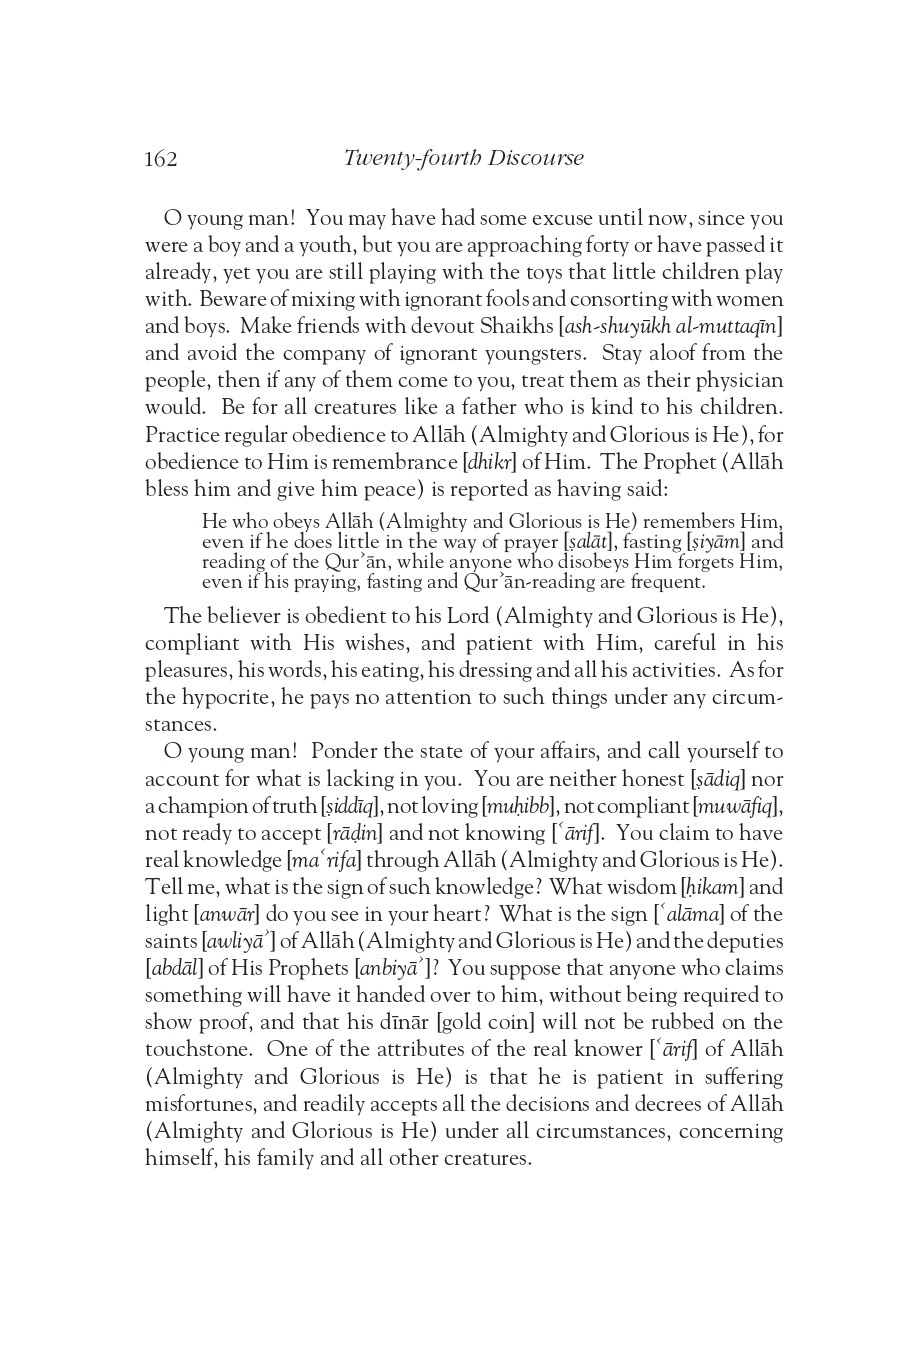 162
Twenty-fourth Discourse
O young man! You may have had some excuse until now, since you
were a boy and a youth, but you are approaching forty or have passed it
already, yet you are still playing with the toys that little children play
with. Beware of mixing with ignorant fools and consorting with women
and boys. Make friends with devout Shaikhs [ash-shuyūkh al-muttaqīn]
and avoid the company of ignorant youngsters. Stay aloof from the
people, then if any of them come to you, treat them as their physician
would. Be for all creatures like a father who is kind to his children.
Practice regular obedience to Allāh (Almighty and Glorious is He), for
obedience to Him is remembrance [dhikr] of Him. The Prophet (Allāh
bless him and give him peace) is reported as having said:
He who obeys Allāh (Almighty and Glorious is He) remembers Him,
even if he does little in the way of prayer [ṣalāt], fasting [ṣiyām] and
reading of the Qurʾān, while anyone who disobeys Him forgets Him,
even if his praying, fasting and Qurʾān-reading are frequent.
The believer is obedient to his Lord (Almighty and Glorious is He),
compliant with His wishes, and patient with Him, careful in his
pleasures, his words, his eating, his dressing and all his activities. As for
the hypocrite, he pays no attention to such things under any circum-
stances.
O young man! Ponder the state of your affairs, and call yourself to
account for what is lacking in you. You are neither honest [ṣādiq] nor
a champion of truth [ṣiddīq], not loving [muḥibb], not compliant [muwāfiq],
not ready to accept [rāḍin] and not knowing [ʿārif]. You claim to have
real knowledge [maʿrifa] through Allāh (Almighty and Glorious is He).
Tell me, what is the sign of such knowledge? What wisdom [ḥikam] and
light [anwār] do you see in your heart? What is the sign [ʿalāma] of the
saints [awliyāʾ] of Allāh (Almighty and Glorious is He) and the deputies
[abdāl] of His Prophets [anbiyāʾ]? You suppose that anyone who claims
something will have it handed over to him, without being required to
show proof, and that his dīnār [gold coin] will not be rubbed on the
touchstone. One of the attributes of the real knower [ʿārif] of Allāh
(Almighty and Glorious is He) is that he is patient in suffering
misfortunes, and readily accepts all the decisions and decrees of Allāh
(Almighty and Glorious is He) under all circumstances, concerning
himself, his family and all other creatures.